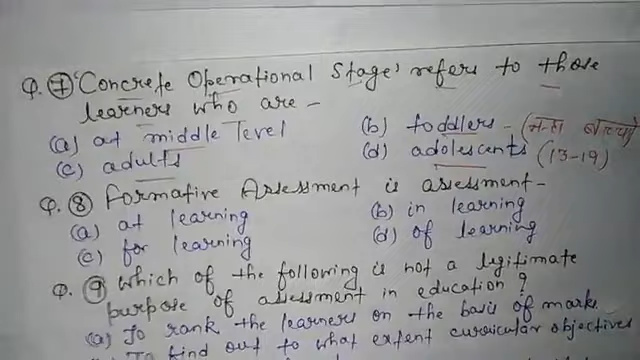 Q. 7 'Concrete Operational Stage' refers to those
learners who are -
(a) at middle level (b) toddlers - (नन्हा बच्चो)
(c) adults (d) adolescents (13-19)
Q. 8 Formative Assessment is assessment -
(a) at learning (b) in learning
(c) for learning (d) of learning
Q. 9 Which of the following is not a legitimate
purpose of assessment in education?
(a) To rank the learners on the basis of marks
To find out to what extent curricular objectives